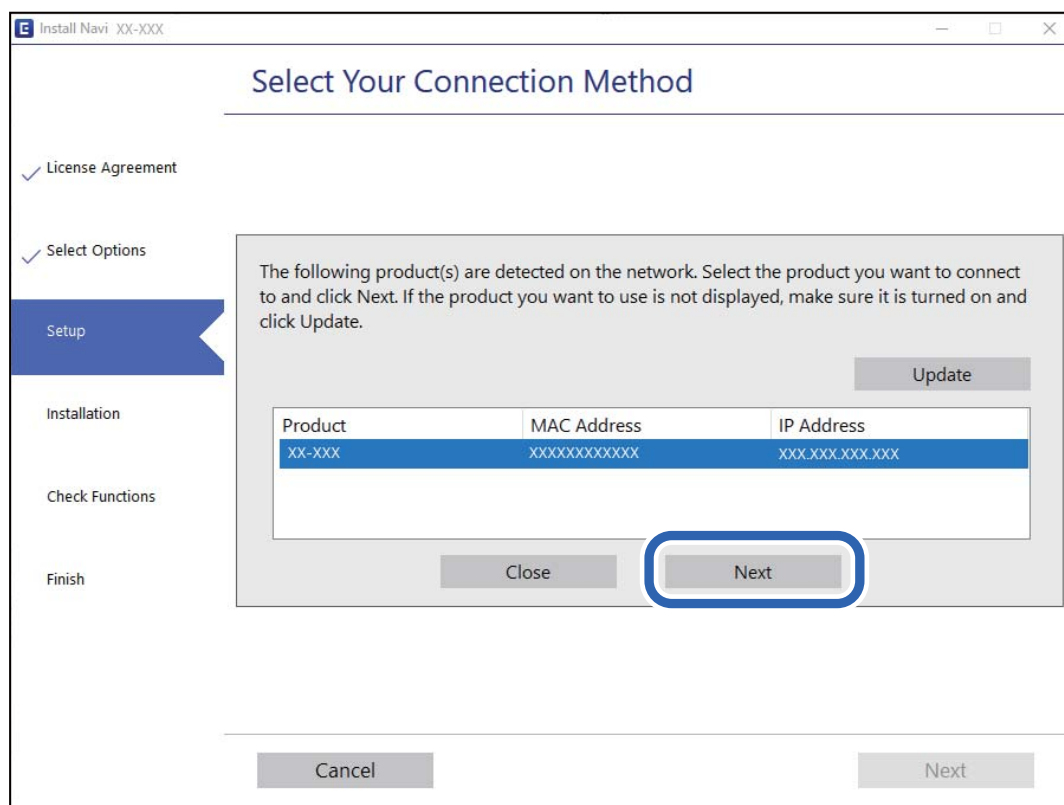 E Install Navi XX-XXX
Select Your Connection Method
License Agreement
Select Options
Setup
Installation
Check Functions
Finish
The following product(s) are detected on the network. Select the product you want to connect
to and click Next. If the product you want to use is not displayed, make sure it is turned on and
click Update.
Update
Product MAC Address IP Address
XX-XXX XXXXXXXXXXXX XXX.XXX.XXX.XXX
Close Next
Cancel Next